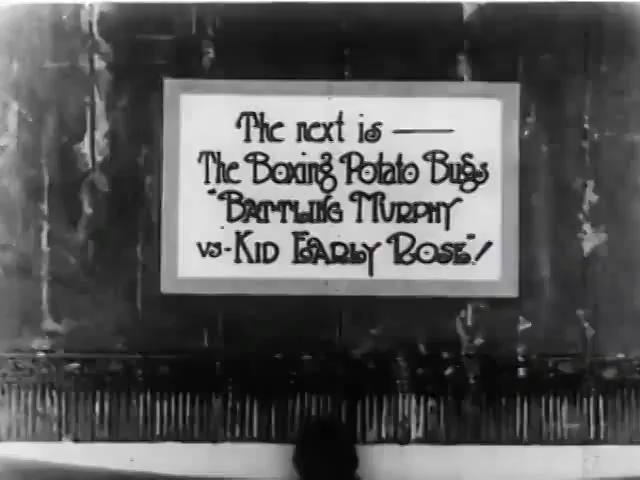 The next is —
The Boxing Potato Bugs
"Battling Murphy
vs- Kid Early Rose"!